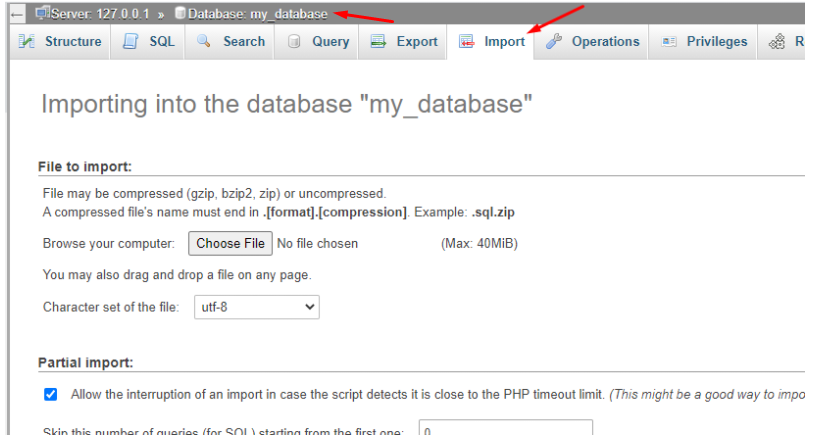 Server: 127.0.0.1 » Database: my_database
Structure SQL Search Query Export Import Operations Privileges R
Importing into the database "my_database"
File to import:
File may be compressed (gzip, bzip2, zip) or uncompressed.
A compressed file's name must end in .[format].[compression]. Example: .sql.zip
Browse your computer: Choose File No file chosen (Max: 40MiB)
You may also drag and drop a file on any page.
Character set of the file: utf-8
Partial import:
Allow the interruption of an import in case the script detects it is close to the PHP timeout limit. (This might be a good way to impo
Skip this number of queries (for SQL) starting from the first one: 0